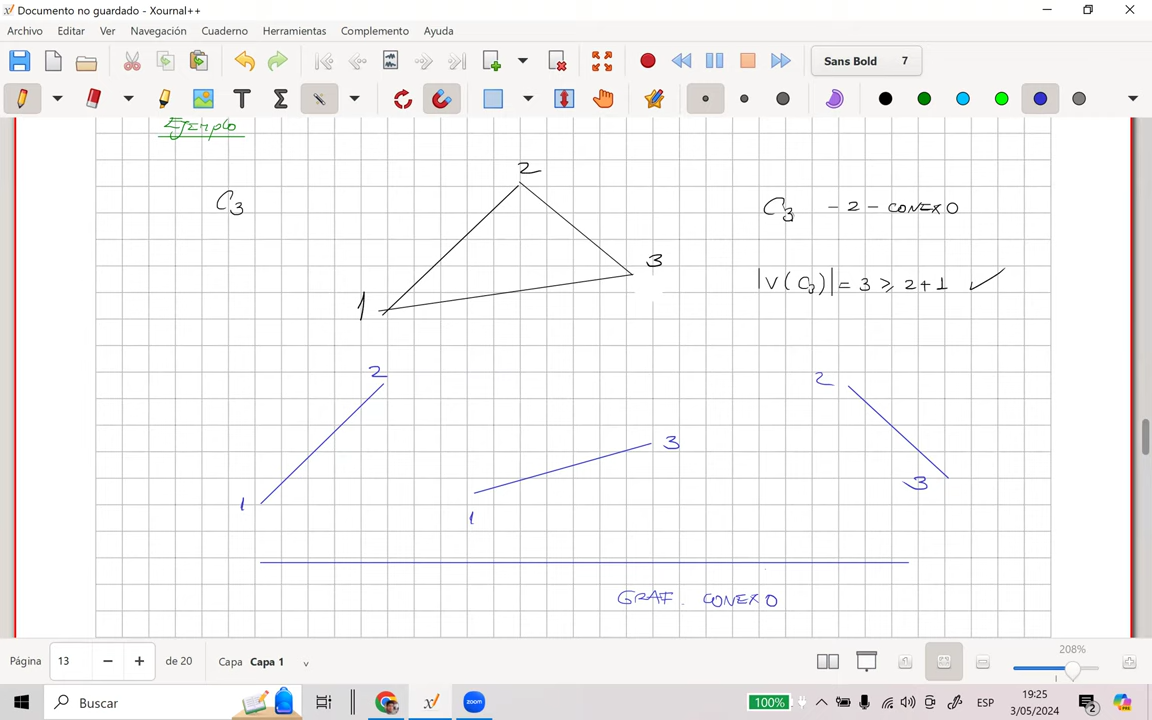 Documento no guardado - Xournal++
Archivo Editar Ver Navegación Cuaderno Herramientas Complemento Ayuda
Sans Bold 7
Ejemplo
C3
2
3
1
C3 - 2 - CONEXO
|V(C3)| = 3 ≥ 2+1 ✓
2
1
3
1
2
3
GRAF. CONEXO
Página 13 de 20 Capa Capa 1
208%
Buscar
100%
ESP
19:25
3/05/2024
2